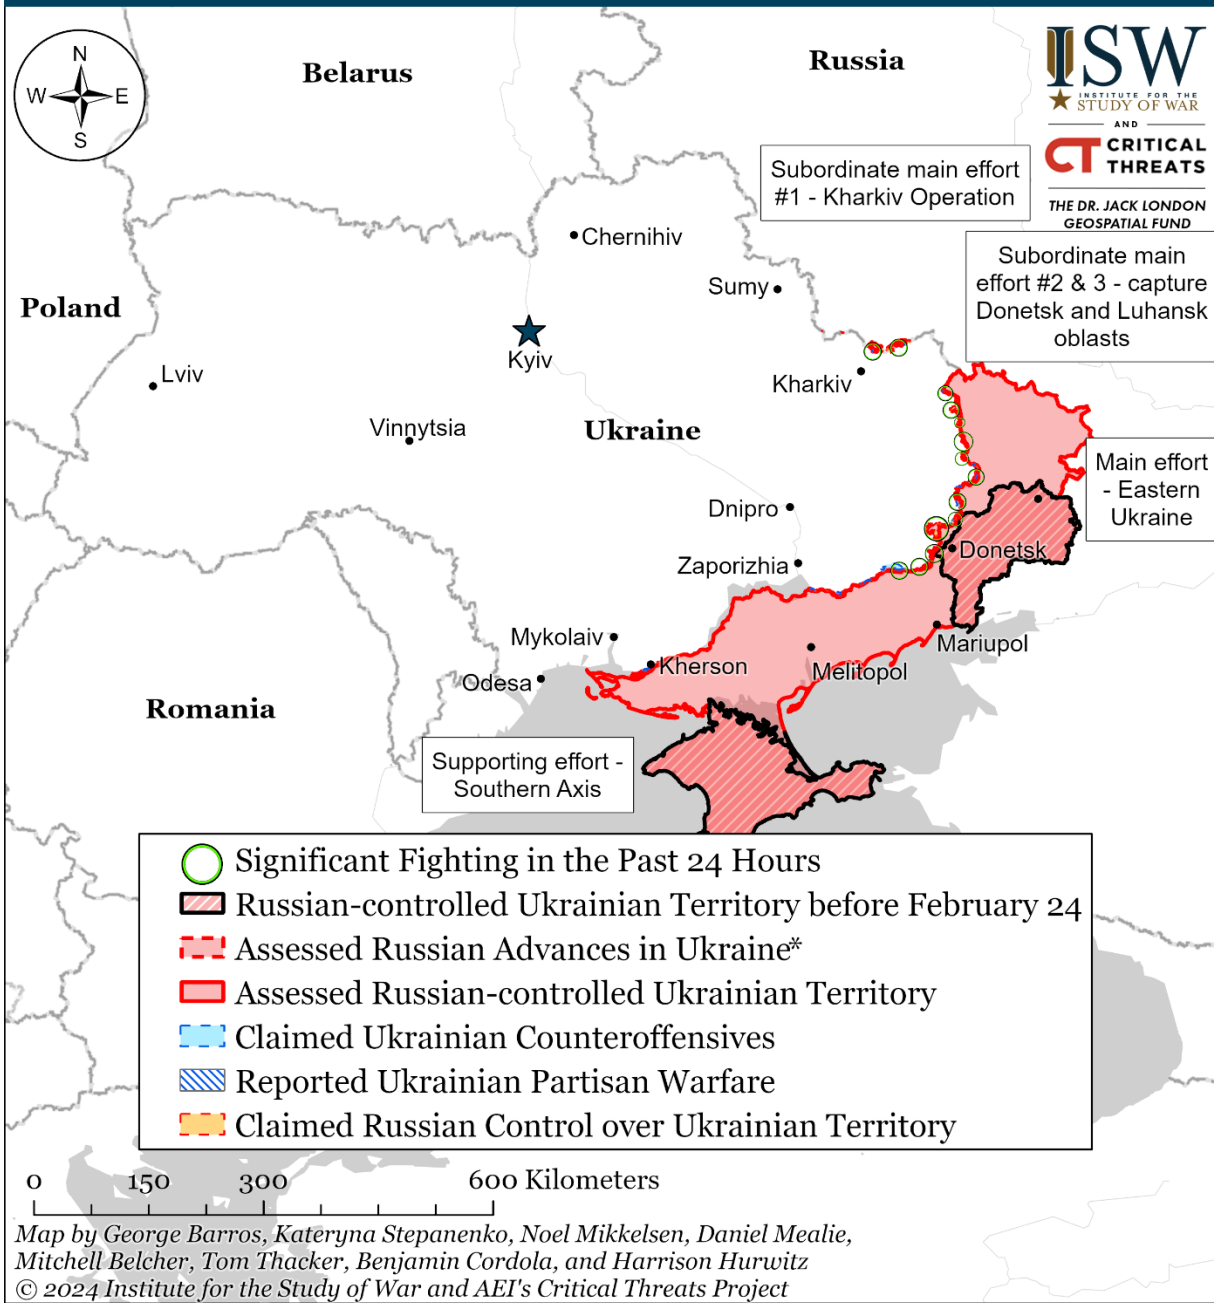 N
W
E
S
Belarus
Russia
ISW
INSTITUTE FOR THE
STUDY OF WAR
AND
CT CRITICAL
THREATS
THE DR. JACK LONDON
GEOSPATIAL FUND
Subordinate main effort
#1 - Kharkiv Operation
Subordinate main
effort #2 & 3 - capture
Donetsk and Luhansk
oblasts
Chernihiv
Sumy
Poland
Kyiv
Lviv
Kharkiv
Vinnytsia
Ukraine
Main effort
- Eastern
Ukraine
Dnipro
Donetsk
Zaporizhia
Mykolaiv
Mariupol
Kherson
Melitopol
Odesa
Romania
Supporting effort -
Southern Axis
Significant Fighting in the Past 24 Hours
Russian-controlled Ukrainian Territory before February 24
Assessed Russian Advances in Ukraine*
Assessed Russian-controlled Ukrainian Territory
Claimed Ukrainian Counteroffensives
Reported Ukrainian Partisan Warfare
Claimed Russian Control over Ukrainian Territory
0 150 300 600 Kilometers
Map by George Barros, Kateryna Stepanenko, Noel Mikkelsen, Daniel Mealie,
Mitchell Belcher, Tom Thacker, Benjamin Cordola, and Harrison Hurwitz
© 2024 Institute for the Study of War and AEI's Critical Threats Project